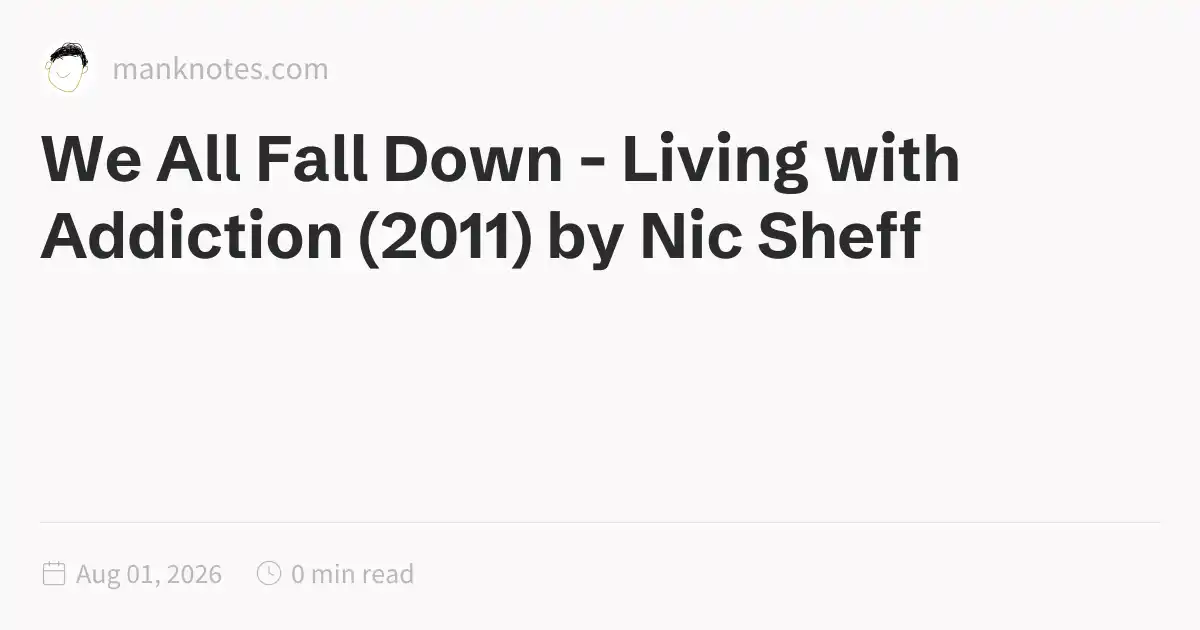 manknotes.com
We All Fall Down - Living with
Addiction (2011) by Nic Sheff
Aug 01, 2026
0 min read